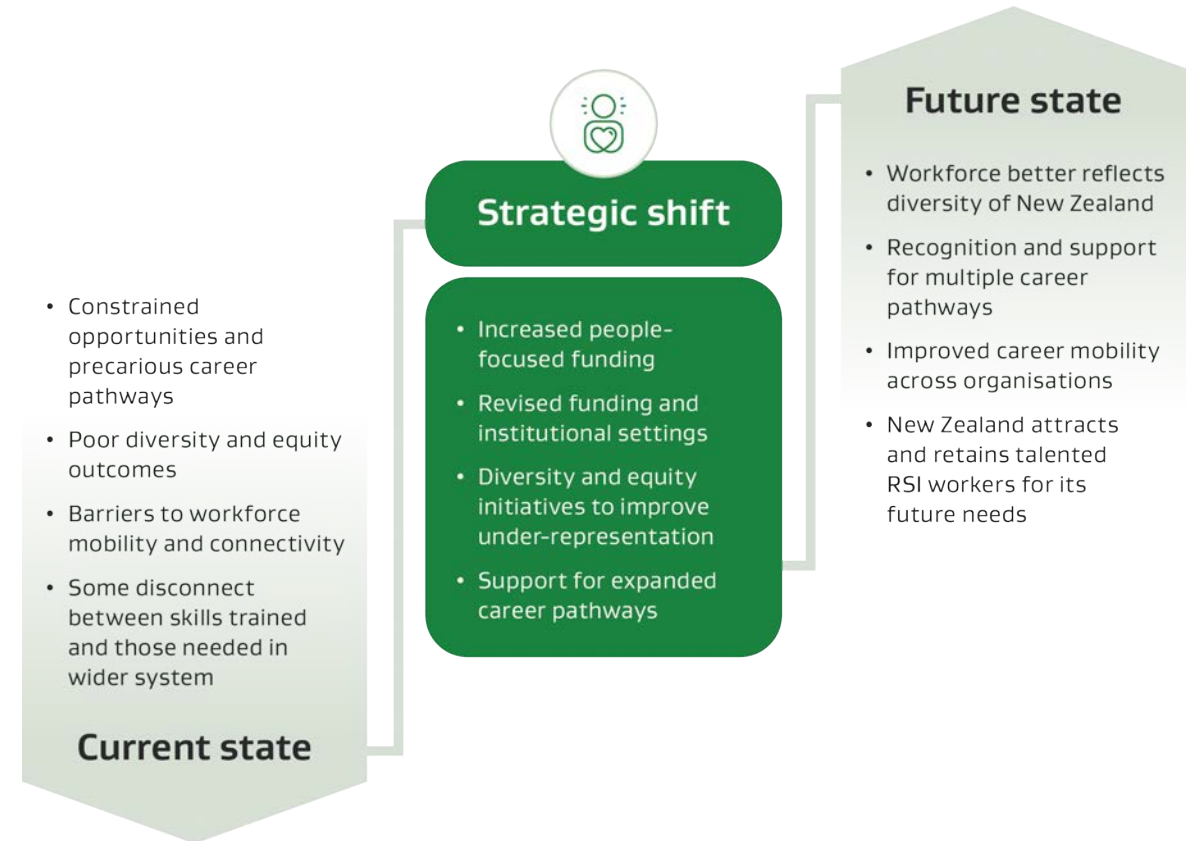 • Constrained
opportunities and
precarious career
pathways
• Poor diversity and equity
outcomes
• Barriers to workforce
mobility and connectivity
• Some disconnect
between skills trained
and those needed in
wider system
Current state
Strategic shift
• Increased people-
focused funding
• Revised funding and
institutional settings
• Diversity and equity
initiatives to improve
under-representation
• Support for expanded
career pathways
Future state
• Workforce better reflects
diversity of New Zealand
• Recognition and support
for multiple career
pathways
• Improved career mobility
across organisations
• New Zealand attracts
and retains talented
RSI workers for its
future needs